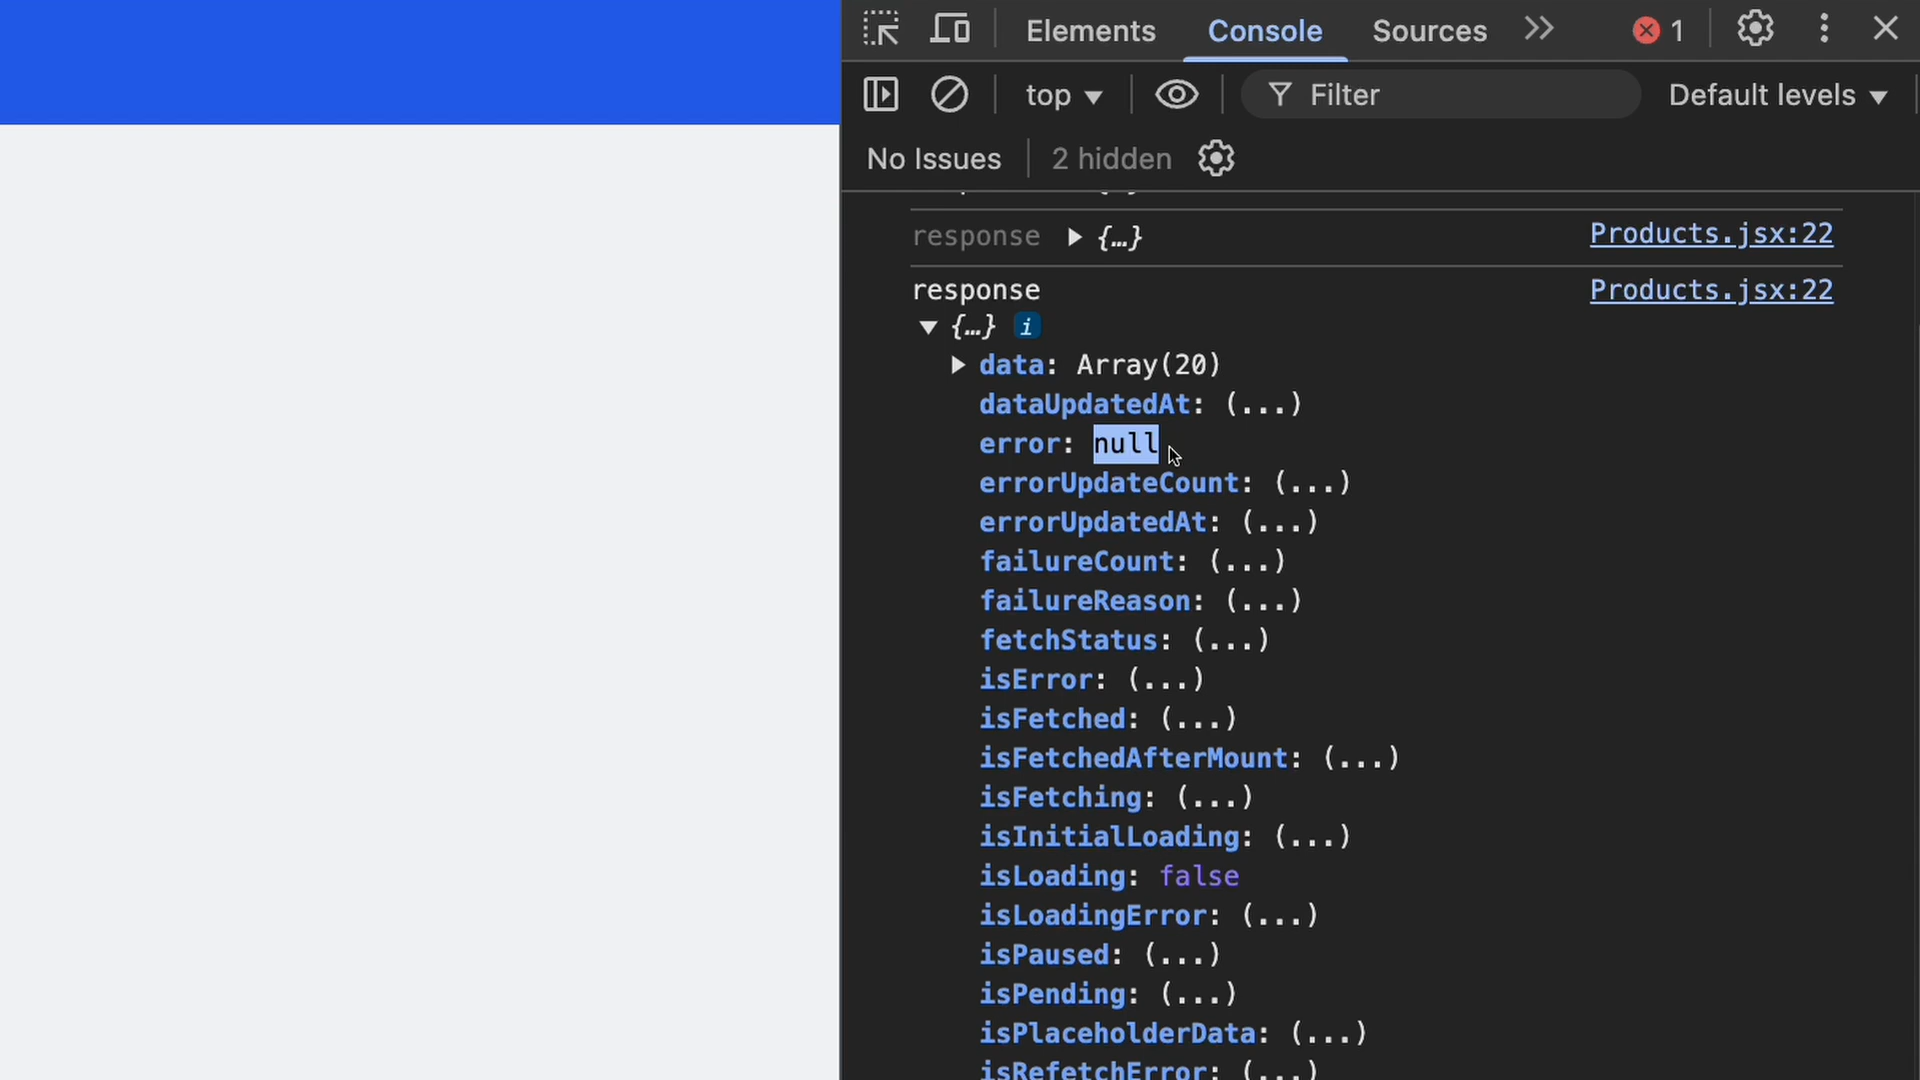 Elements Console Sources 1
top Filter Default levels
No Issues 2 hidden
response {…} Products.jsx:22
response Products.jsx:22
{…} i
data: Array(20)
dataUpdatedAt: (...)
error: null
errorUpdateCount: (...)
errorUpdatedAt: (...)
failureCount: (...)
failureReason: (...)
fetchStatus: (...)
isError: (...)
isFetched: (...)
isFetchedAfterMount: (...)
isFetching: (...)
isInitialLoading: (...)
isLoading: false
isLoadingError: (...)
isPaused: (...)
isPending: (...)
isPlaceholderData: (...)
isRefetchError: (...)